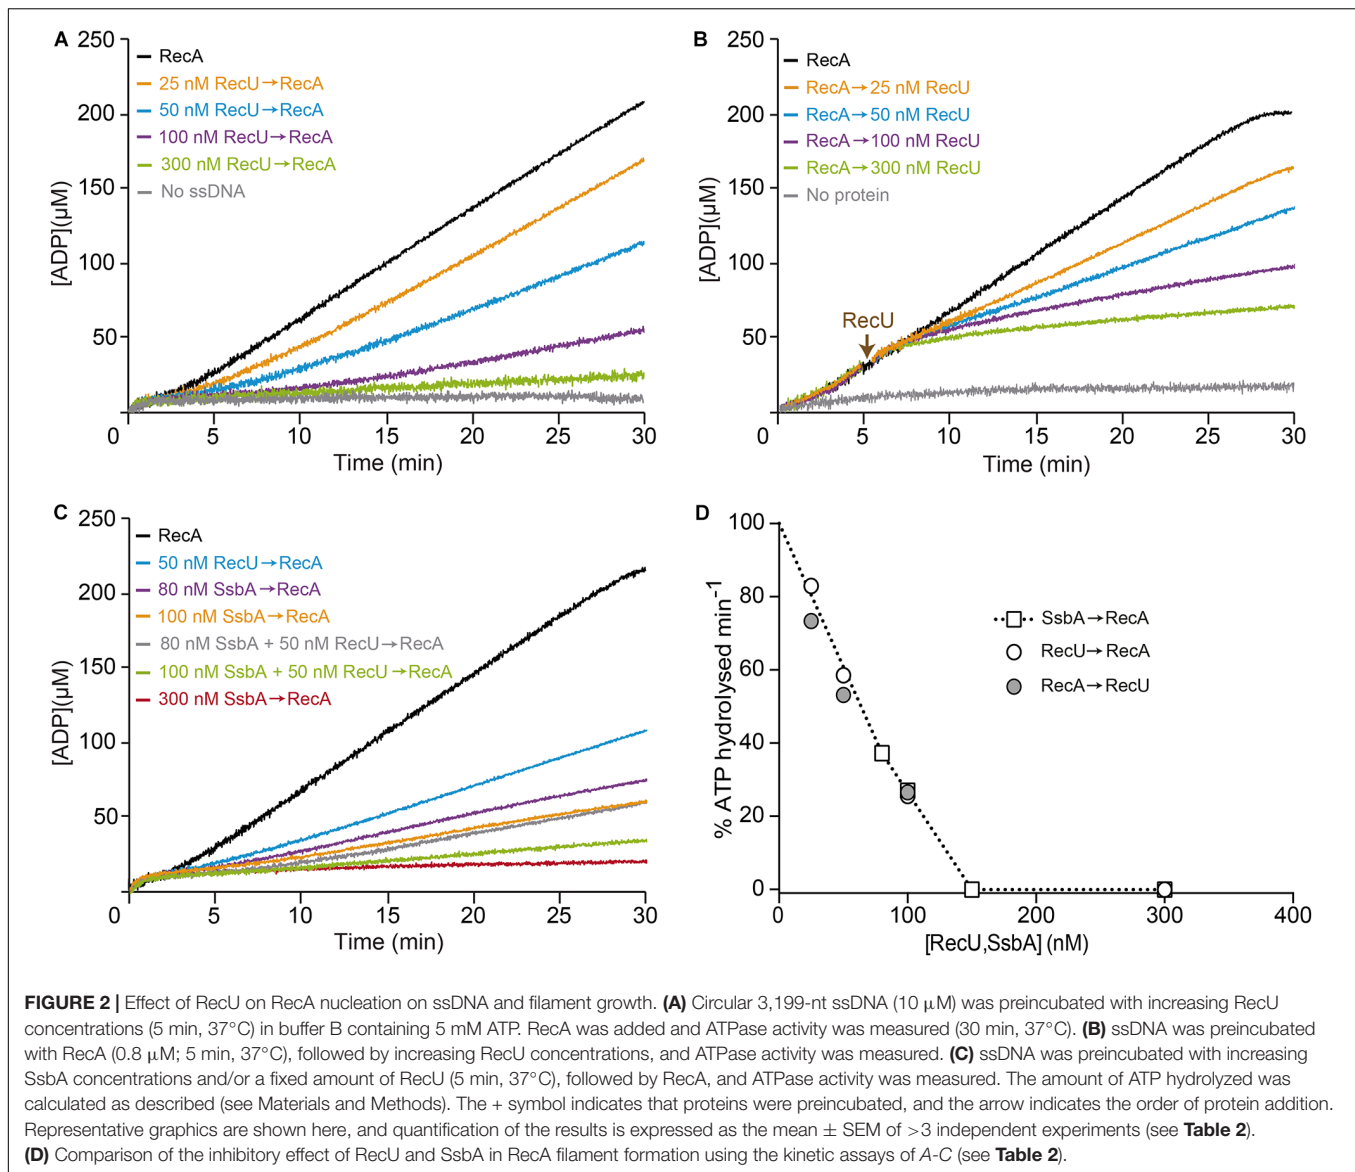 A
250
200
150
100
50
0
5
10
15
20
25
30
[ADP](µM)
Time (min)
RecA
25 nM RecU→RecA
50 nM RecU→RecA
100 nM RecU→RecA
300 nM RecU→RecA
No ssDNA
B
250
200
150
100
50
0
5
10
15
20
25
30
[ADP](µM)
Time (min)
RecA
RecA→25 nM RecU
RecA→50 nM RecU
RecA→100 nM RecU
RecA→300 nM RecU
No protein
RecU
C
250
200
150
100
50
0
5
10
15
20
25
30
[ADP](µM)
Time (min)
RecA
50 nM RecU→RecA
80 nM SsbA→RecA
100 nM SsbA→RecA
80 nM SsbA + 50 nM RecU→RecA
100 nM SsbA + 50 nM RecU→RecA
300 nM SsbA→RecA
D
100
80
60
40
20
0
0
100
200
300
400
% ATP hydrolysed min⁻¹
[RecU,SsbA] (nM)
SsbA→RecA
RecU→RecA
RecA→RecU
FIGURE 2 | Effect of RecU on RecA nucleation on ssDNA and filament growth. (A) Circular 3,199-nt ssDNA (10 µM) was preincubated with increasing RecU
concentrations (5 min, 37°C) in buffer B containing 5 mM ATP. RecA was added and ATPase activity was measured (30 min, 37°C). (B) ssDNA was preincubated
with RecA (0.8 µM; 5 min, 37°C), followed by increasing RecU concentrations, and ATPase activity was measured. (C) ssDNA was preincubated with increasing
SsbA concentrations and/or a fixed amount of RecU (5 min, 37°C), followed by RecA, and ATPase activity was measured. The amount of ATP hydrolyzed was
calculated as described (see Materials and Methods). The + symbol indicates that proteins were preincubated, and the arrow indicates the order of protein addition.
Representative graphics are shown here, and quantification of the results is expressed as the mean ± SEM of >3 independent experiments (see Table 2).
(D) Comparison of the inhibitory effect of RecU and SsbA in RecA filament formation using the kinetic assays of A-C (see Table 2).